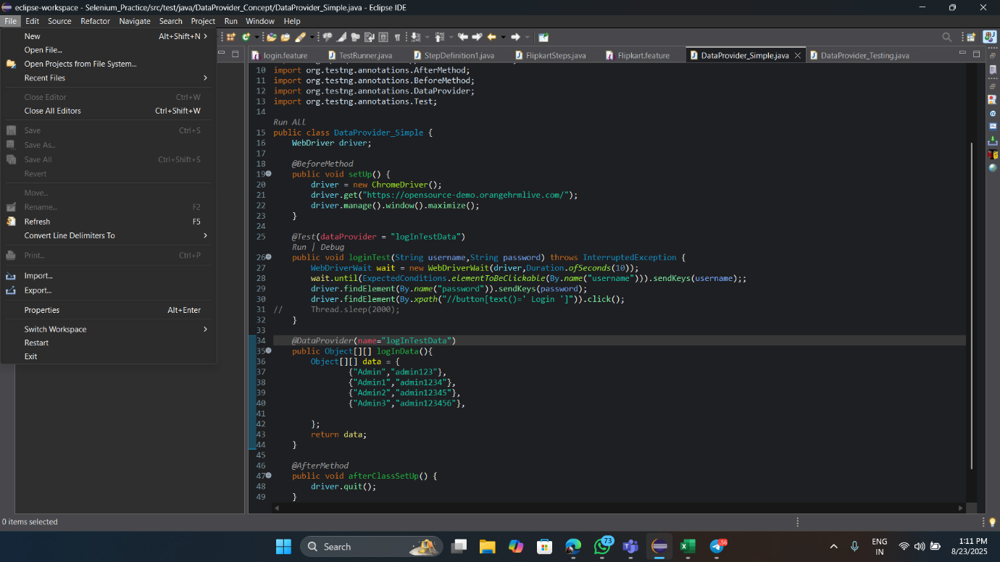 eclipse-workspace - Selenium_Practice/src/test/java/DataProvider_Concept/DataProvider_Simple.java - Eclipse IDE
File Edit Source Refactor Navigate Search Project Run Window Help
New Alt+Shift+N
Open File...
Open Projects from File System...
Recent Files
Close Editor Ctrl+W
Close All Editors Ctrl+Shift+W
Save Ctrl+S
Save As...
Save All Ctrl+Shift+S
Revert
Move...
Rename... F2
Refresh F5
Convert Line Delimiters To
Print... Ctrl+P
Import...
Export...
Properties Alt+Enter
Switch Workspace
Restart
Exit
login.feature TestRunner.java StepDefinition1.java FlipkartSteps.java Flipkart.feature DataProvider_Simple.java DataProvider_Testing.java
10 import org.testng.annotations.AfterMethod;
11 import org.testng.annotations.BeforeMethod;
12 import org.testng.annotations.DataProvider;
13 import org.testng.annotations.Test;
14
Run All
15 public class DataProvider_Simple {
16 WebDriver driver;
17
18 @BeforeMethod
19 public void setUp() {
20 driver = new ChromeDriver();
21 driver.get("https://opensource-demo.orangehrmlive.com/");
22 driver.manage().window().maximize();
23 }
24
25 @Test(dataProvider = "logInTestData")
Run | Debug
26 public void loginTest(String username,String password) throws InterruptedException {
27 WebDriverWait wait = new WebDriverWait(driver,Duration.ofSeconds(10));
28 wait.until(ExpectedConditions.elementToBeClickable(By.name("username"))).sendKeys(username);;
29 driver.findElement(By.name("password")).sendKeys(password);
30 driver.findElement(By.xpath("//button[text()=' Login ']")).click();
31 // Thread.sleep(2000);
32 }
33
34 @DataProvider(name="logInTestData")
35 public Object[][] logInData(){
36 Object[][] data = {
37 {"Admin","admin123"},
38 {"Admin1","admin1234"},
39 {"Admin2","admin12345"},
40 {"Admin3","admin123456"},
41
42 };
43 return data;
44 }
45
46 @AfterMethod
47 public void afterClassSetUp() {
48 driver.quit();
49 }
0 items selected
Search
73
56
ENG
IN
1:11 PM
8/23/2025